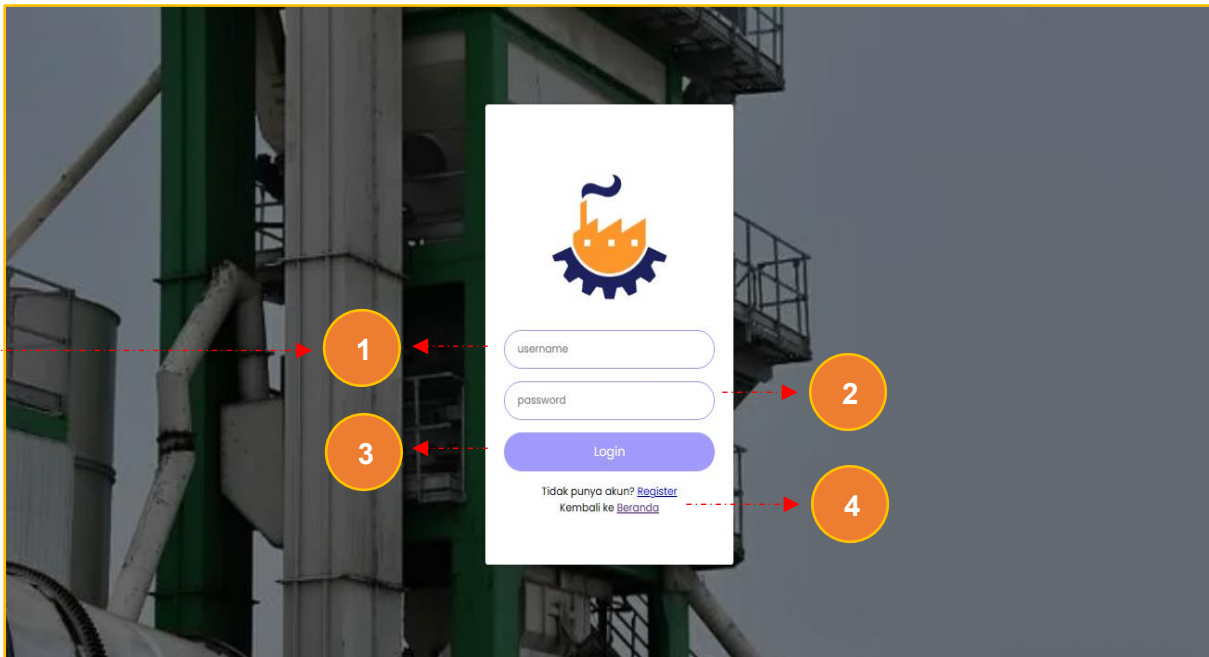 1
username
2
password
3
Login
Tidak punya akun? Register
4
Kembali ke Beranda